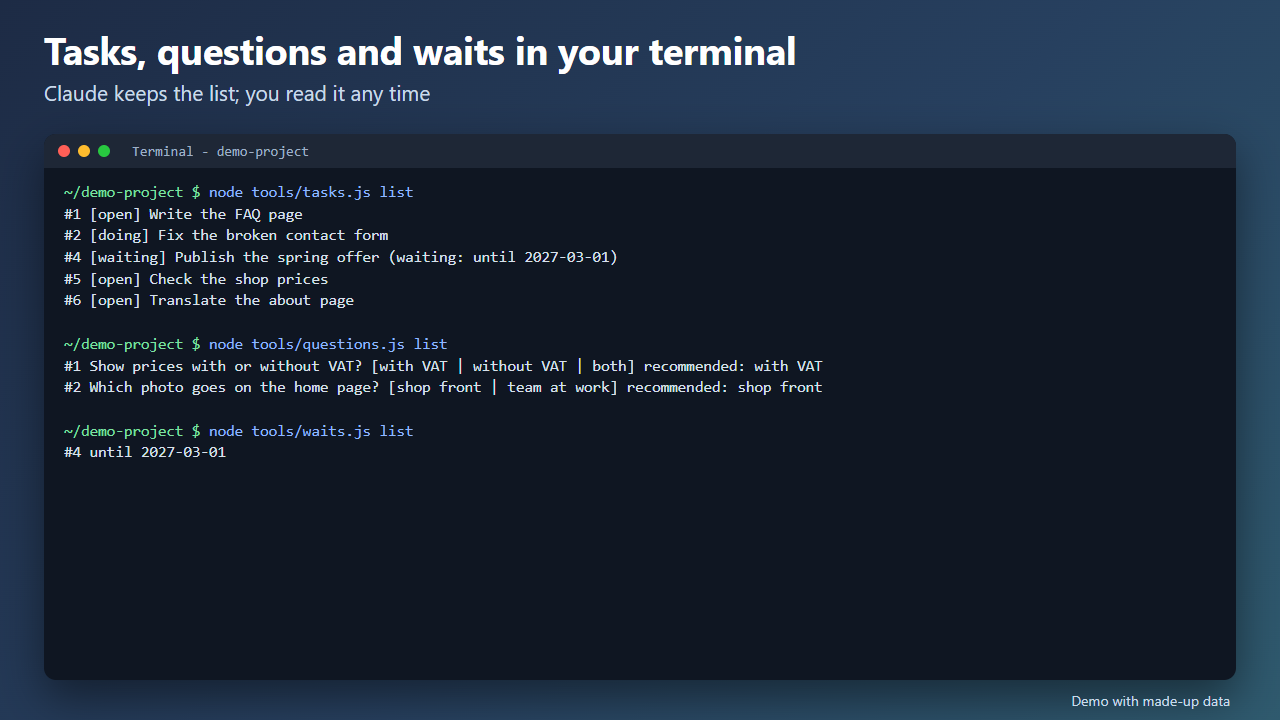 Tasks, questions and waits in your terminal
Claude keeps the list; you read it any time
Terminal - demo-project
~/demo-project $ node tools/tasks.js list
#1 [open] Write the FAQ page
#2 [doing] Fix the broken contact form
#4 [waiting] Publish the spring offer (waiting: until 2027-03-01)
#5 [open] Check the shop prices
#6 [open] Translate the about page
~/demo-project $ node tools/questions.js list
#1 Show prices with or without VAT? [with VAT | without VAT | both] recommended: with VAT
#2 Which photo goes on the home page? [shop front | team at work] recommended: shop front
~/demo-project $ node tools/waits.js list
#4 until 2027-03-01
Demo with made-up data